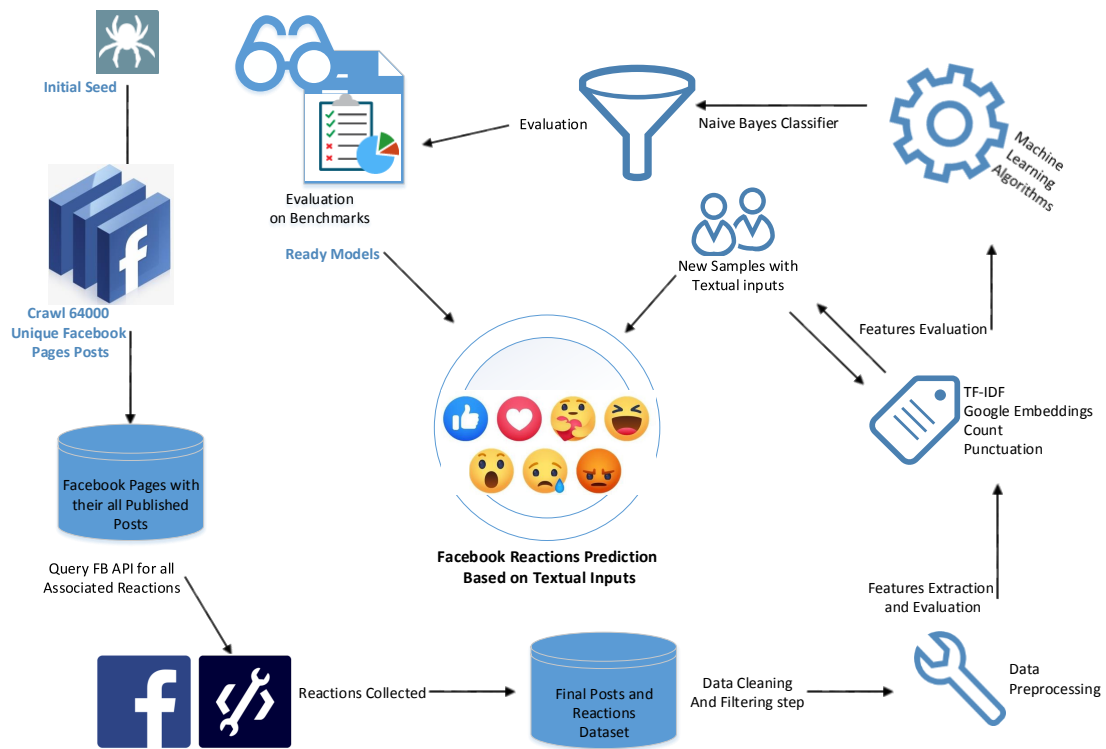 Initial Seed
Crawl 64000
Unique Facebook
Pages Posts
Facebook Pages with
their all Published
Posts
Query FB API for all
Associated Reactions
Reactions Collected
Final Posts and
Reactions
Dataset
Data Cleaning
And Filtering step
Data
Preprocessing
Features Extraction
and Evaluation
TF-IDF
Google Embeddings
Count
Punctuation
Features Evaluation
Machine
Learning
Algorithms
Naive Bayes Classifier
Evaluation
Evaluation
on Benchmarks
Ready Models
New Samples with
Textual inputs
Facebook Reactions Prediction
Based on Textual Inputs